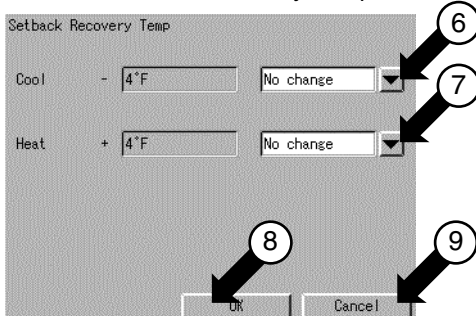 Setback Recovery Temp
6
Cool - 4°F No change
7
Heat + 4°F No change
8
9
OK Cancel